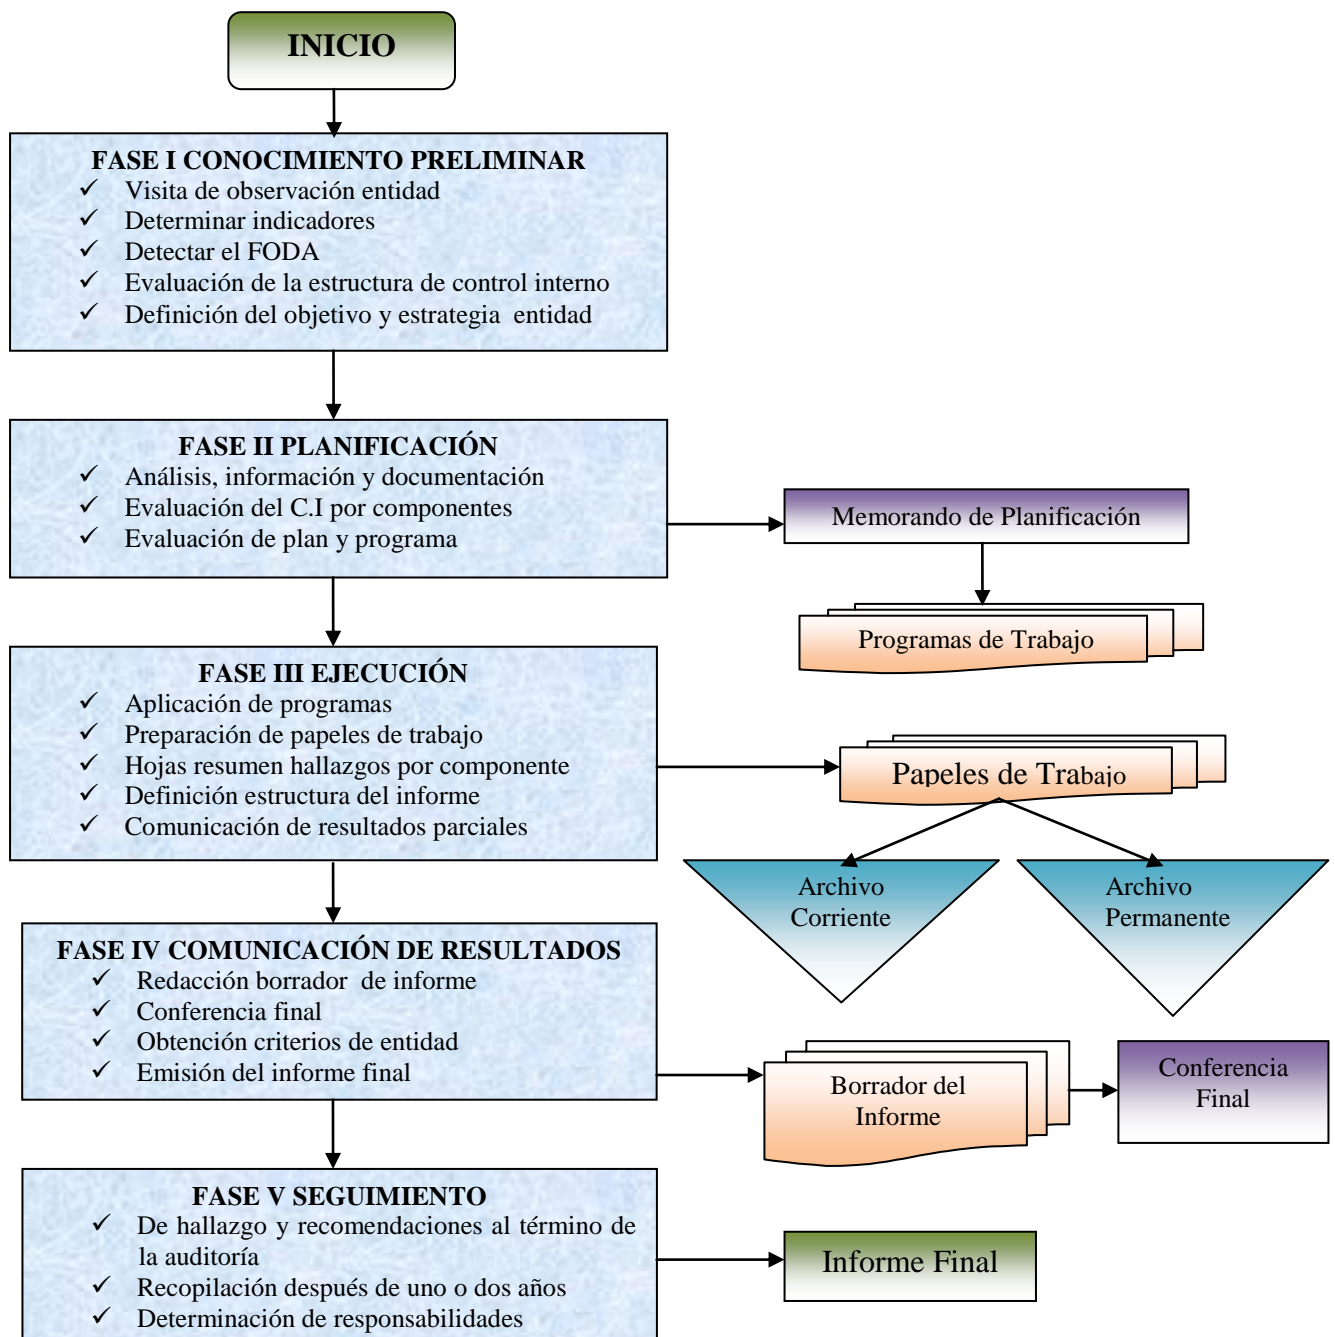 INICIO
FASE I CONOCIMIENTO PRELIMINAR
✓ Visita de observación entidad
✓ Determinar indicadores
✓ Detectar el FODA
✓ Evaluación de la estructura de control interno
✓ Definición del objetivo y estrategia entidad
FASE II PLANIFICACIÓN
✓ Análisis, información y documentación
✓ Evaluación del C.I por componentes
✓ Evaluación de plan y programa
Memorando de Planificación
Programas de Trabajo
FASE III EJECUCIÓN
✓ Aplicación de programas
✓ Preparación de papeles de trabajo
✓ Hojas resumen hallazgos por componente
✓ Definición estructura del informe
✓ Comunicación de resultados parciales
Papeles de Trabajo
Archivo
Corriente
Archivo
Permanente
FASE IV COMUNICACIÓN DE RESULTADOS
✓ Redacción borrador de informe
✓ Conferencia final
✓ Obtención criterios de entidad
✓ Emisión del informe final
Borrador del
Informe
Conferencia
Final
FASE V SEGUIMIENTO
✓ De hallazgo y recomendaciones al término de
la auditoría
✓ Recopilación después de uno o dos años
✓ Determinación de responsabilidades
Informe Final